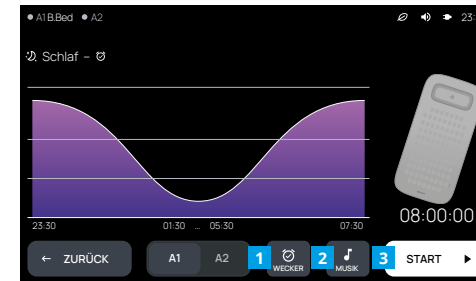 A1 B.Bed A2 23:
Schlaf –
08:00:00
23:30 01:30 ... 05:30 07:30
← ZURÜCK A1 A2 1 WECKER 2 MUSIK 3 START